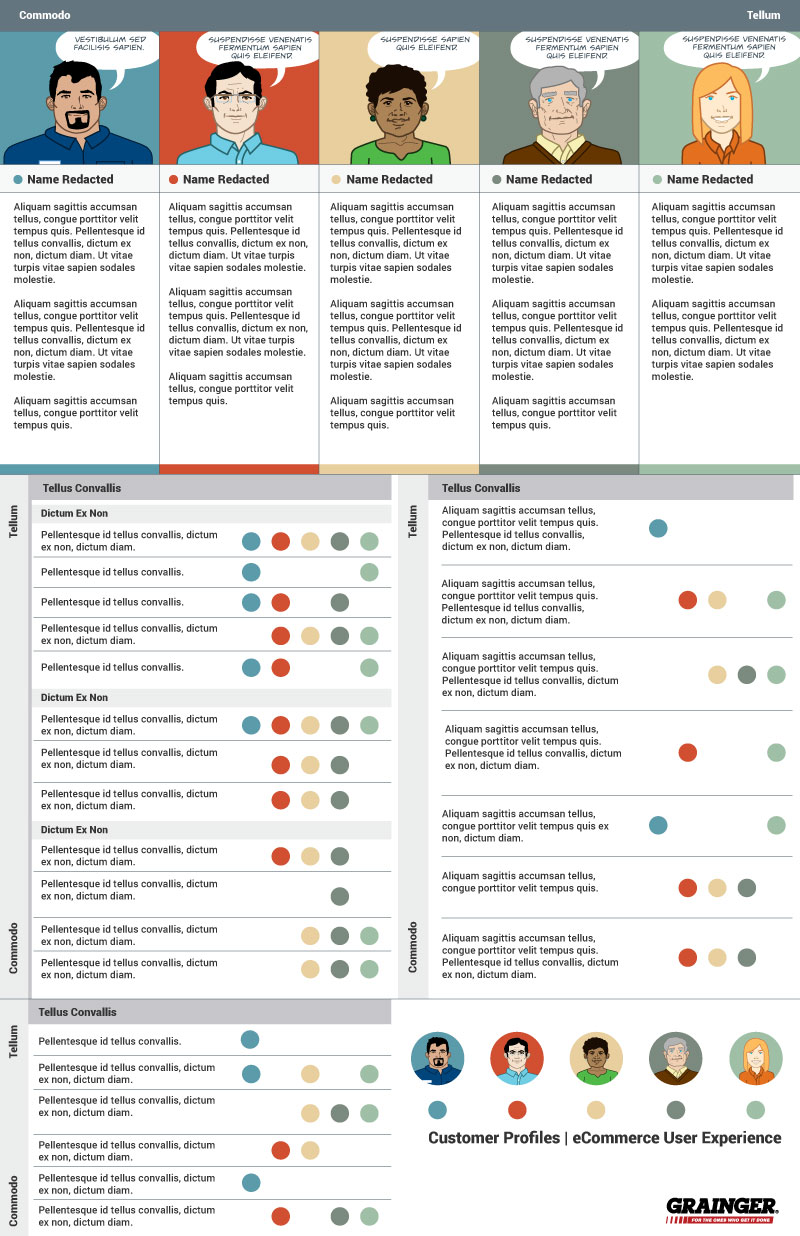 Commodo
Tellum
VESTIBULUM SED
FACILISIS SAPIEN.
SUSPENDISSE VENENATIS
FERMENTUM SAPIEN
QUIS ELEIFEND.
SUSPENDISSE SAPIEN
QUIS ELEIFEND.
SUSPENDISSE VENENATIS
FERMENTUM SAPIEN
QUIS ELEIFEND.
SUSPENDISSE VENENATIS
FERMENTUM SAPIEN
QUIS ELEIFEND.
Name Redacted
Name Redacted
Name Redacted
Name Redacted
Name Redacted
Aliquam sagittis accumsan
tellus, congue porttitor velit
tempus quis. Pellentesque id
tellus convallis, dictum ex
non, dictum diam. Ut vitae
turpis vitae sapien sodales
molestie.
Aliquam sagittis accumsan
tellus, congue porttitor velit
tempus quis. Pellentesque id
tellus convallis, dictum ex
non, dictum diam. Ut vitae
turpis vitae sapien sodales
molestie.
Aliquam sagittis accumsan
tellus, congue porttitor velit
tempus quis.
Aliquam sagittis accumsan
tellus, congue porttitor velit
tempus quis. Pellentesque id
tellus convallis, dictum ex non,
dictum diam. Ut vitae turpis
vitae sapien sodales molestie.
Aliquam sagittis accumsan
tellus, congue porttitor velit
tempus quis. Pellentesque id
tellus convallis, dictum ex non,
dictum diam. Ut vitae turpis
vitae sapien sodales molestie.
Aliquam sagittis accumsan
tellus, congue porttitor velit
tempus quis.
Aliquam sagittis accumsan
tellus, congue porttitor velit
tempus quis. Pellentesque id
tellus convallis, dictum ex
non, dictum diam. Ut vitae
turpis vitae sapien sodales
molestie.
Aliquam sagittis accumsan
tellus, congue porttitor velit
tempus quis. Pellentesque id
tellus convallis, dictum ex
non, dictum diam. Ut vitae
turpis vitae sapien sodales
molestie.
Aliquam sagittis accumsan
tellus, congue porttitor velit
tempus quis.
Aliquam sagittis accumsan
tellus, congue porttitor velit
tempus quis. Pellentesque id
tellus convallis, dictum ex
non, dictum diam. Ut vitae
turpis vitae sapien sodales
molestie.
Aliquam sagittis accumsan
tellus, congue porttitor velit
tempus quis. Pellentesque id
tellus convallis, dictum ex
non, dictum diam. Ut vitae
turpis vitae sapien sodales
molestie.
Aliquam sagittis accumsan
tellus, congue porttitor velit
tempus quis.
Aliquam sagittis accumsan
tellus, congue porttitor velit
tempus quis. Pellentesque id
tellus convallis, dictum ex
non, dictum diam. Ut vitae
turpis vitae sapien sodales
molestie.
Aliquam sagittis accumsan
tellus, congue porttitor velit
tempus quis. Pellentesque id
tellus convallis, dictum ex
non, dictum diam. Ut vitae
turpis vitae sapien sodales
molestie.
Tellum
Commodo
Tellus Convallis
Dictum Ex Non
Pellentesque id tellus convallis, dictum
ex non, dictum diam.
Pellentesque id tellus convallis.
Pellentesque id tellus convallis.
Pellentesque id tellus convallis, dictum
ex non, dictum diam.
Pellentesque id tellus convallis.
Dictum Ex Non
Pellentesque id tellus convallis, dictum
ex non, dictum diam.
Pellentesque id tellus convallis, dictum
ex non, dictum diam.
Pellentesque id tellus convallis, dictum
ex non, dictum diam.
Dictum Ex Non
Pellentesque id tellus convallis, dictum
ex non, dictum diam.
Pellentesque id tellus convallis, dictum
ex non, dictum diam.
Pellentesque id tellus convallis, dictum
ex non, dictum diam.
Pellentesque id tellus convallis, dictum
ex non, dictum diam.
Tellum
Commodo
Tellus Convallis
Aliquam sagittis accumsan tellus,
congue porttitor velit tempus quis.
Pellentesque id tellus convallis,
dictum ex non, dictum diam.
Aliquam sagittis accumsan tellus,
congue porttitor velit tempus quis.
Pellentesque id tellus convallis,
dictum ex non, dictum diam.
Aliquam sagittis accumsan tellus,
congue porttitor velit tempus quis.
Pellentesque id tellus convallis, dictum
ex non, dictum diam.
Aliquam sagittis accumsan tellus,
congue porttitor velit tempus quis.
Pellentesque id tellus convallis, dictum
ex non, dictum diam.
Aliquam sagittis accumsan tellus,
congue porttitor velit tempus quis ex
non, dictum diam.
Aliquam sagittis accumsan tellus,
congue porttitor velit tempus quis.
Aliquam sagittis accumsan tellus,
congue porttitor velit tempus quis.
Pellentesque id tellus convallis, dictum
ex non, dictum diam.
Tellum
Commodo
Tellus Convallis
Pellentesque id tellus convallis.
Pellentesque id tellus convallis, dictum
ex non, dictum diam.
Pellentesque id tellus convallis, dictum
ex non, dictum diam.
Pellentesque id tellus convallis, dictum
ex non, dictum diam.
Pellentesque id tellus convallis, dictum
ex non, dictum diam.
Pellentesque id tellus convallis, dictum
ex non, dictum diam.
Customer Profiles | eCommerce User Experience
GRAINGER®
FOR THE ONES WHO GET IT DONE